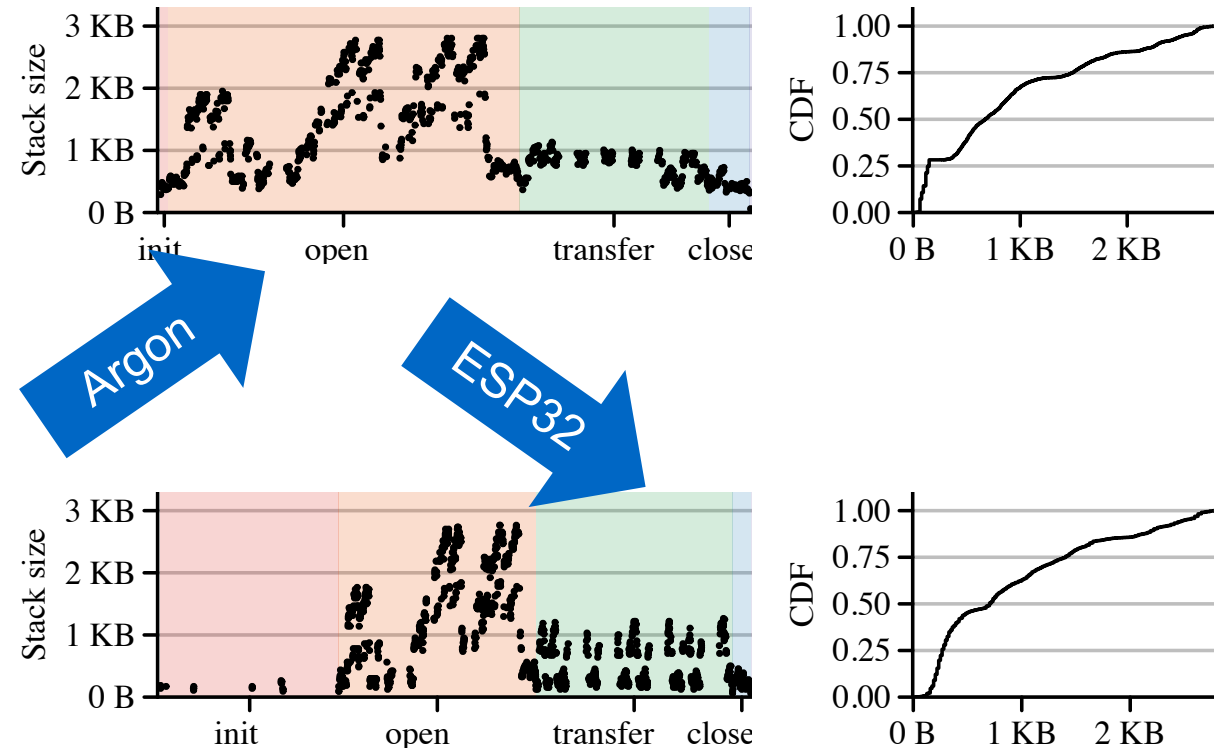 3 KB
2 KB
1 KB
0 B
Stack size
init
open
transfer
close
1.00
0.75
0.50
0.25
0.00
CDF
0 B
1 KB
2 KB
Argon
ESP32
3 KB
2 KB
1 KB
0 B
Stack size
init
open
transfer
close
1.00
0.75
0.50
0.25
0.00
CDF
0 B
1 KB
2 KB